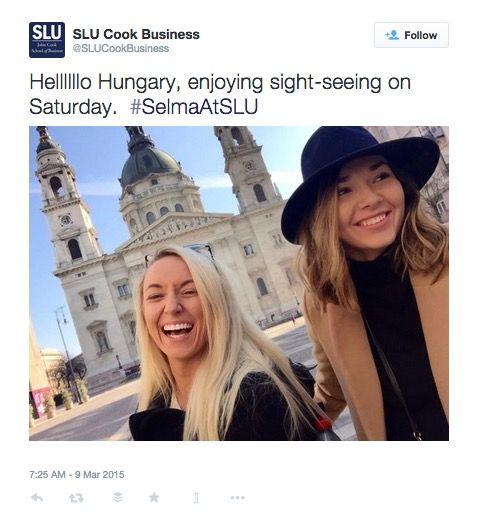 SLU
John Cook
School of Business
SLU Cook Business
@SLUCookBusiness
Follow
Hellllllo Hungary, enjoying sight-seeing on
Saturday. #SelmaAtSLU
7:25 AM - 9 Mar 2015